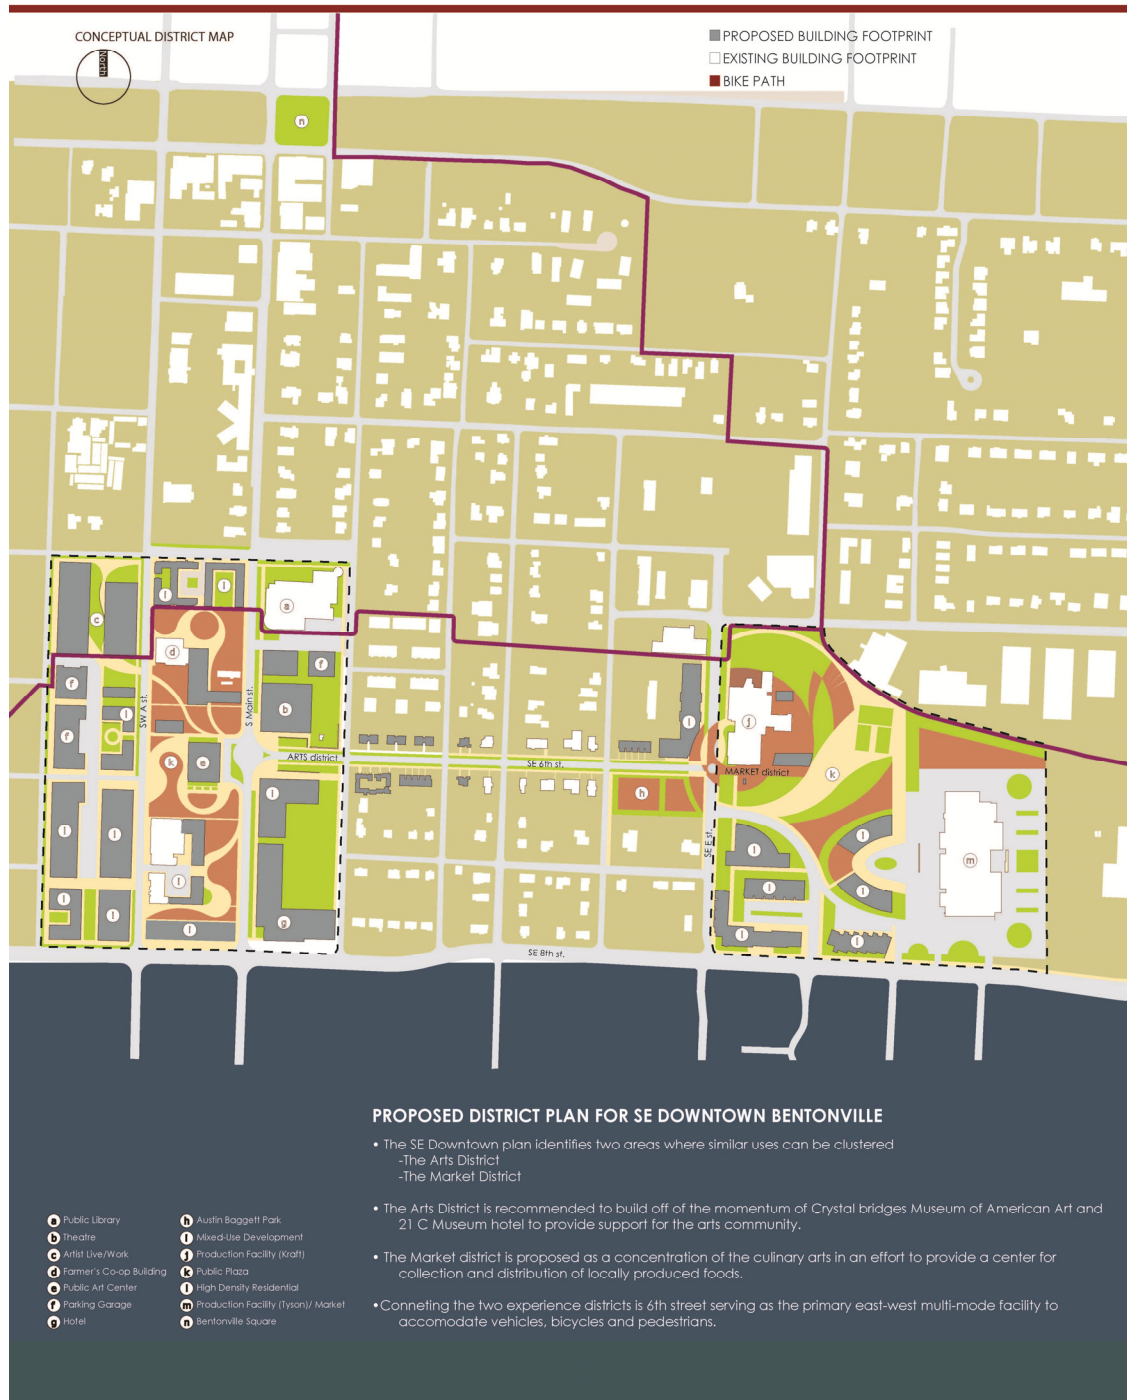 CONCEPTUAL DISTRICT MAP
North
PROPOSED BUILDING FOOTPRINT
EXISTING BUILDING FOOTPRINT
BIKE PATH
n
l
l
a
c
d
f
f
l
b
l
j
SW A st.
S Main st.
f
ARTS district
SE 6th st.
MARKET district
k
e
k
l
h
l
l
l
l
l
m
SE E st.
l
l
l
l
l
g
l
l
SE 8th st.
PROPOSED DISTRICT PLAN FOR SE DOWNTOWN BENTONVILLE
• The SE Downtown plan identifies two areas where similar uses can be clustered
-The Arts District
-The Market District
• The Arts District is recommended to build off of the momentum of Crystal bridges Museum of American Art and
21 C Museum hotel to provide support for the arts community.
• The Market district is proposed as a concentration of the culinary arts in an effort to provide a center for
collection and distribution of locally produced foods.
•Conneting the two experience districts is 6th street serving as the primary east-west multi-mode facility to
accomodate vehicles, bicycles and pedestrians.
a Public Library
b Theatre
c Artist Live/Work
d Farmer's Co-op Building
e Public Art Center
f Parking Garage
g Hotel
h Austin Baggett Park
i Mixed-Use Development
j Production Facility (Kraft)
k Public Plaza
l High Density Residential
m Production Facility (Tyson)/ Market
n Bentonville Square